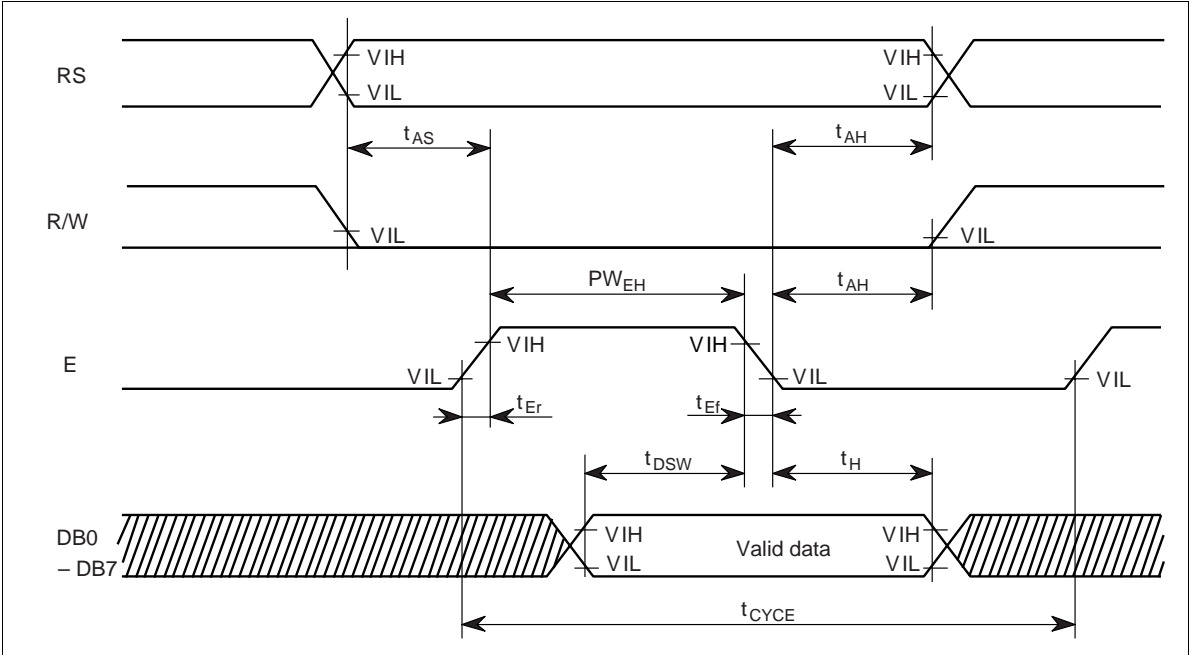 RS
VIH
VIL
VIH
VIL
tAS
tAH
R/W
VIL
VIL
PWEH
tAH
E
VIL
VIH
VIH
VIL
VIL
tEr
tEf
tDSW
tH
DB0
– DB7
VIH
VIL
Valid data
VIH
VIL
tCYCE